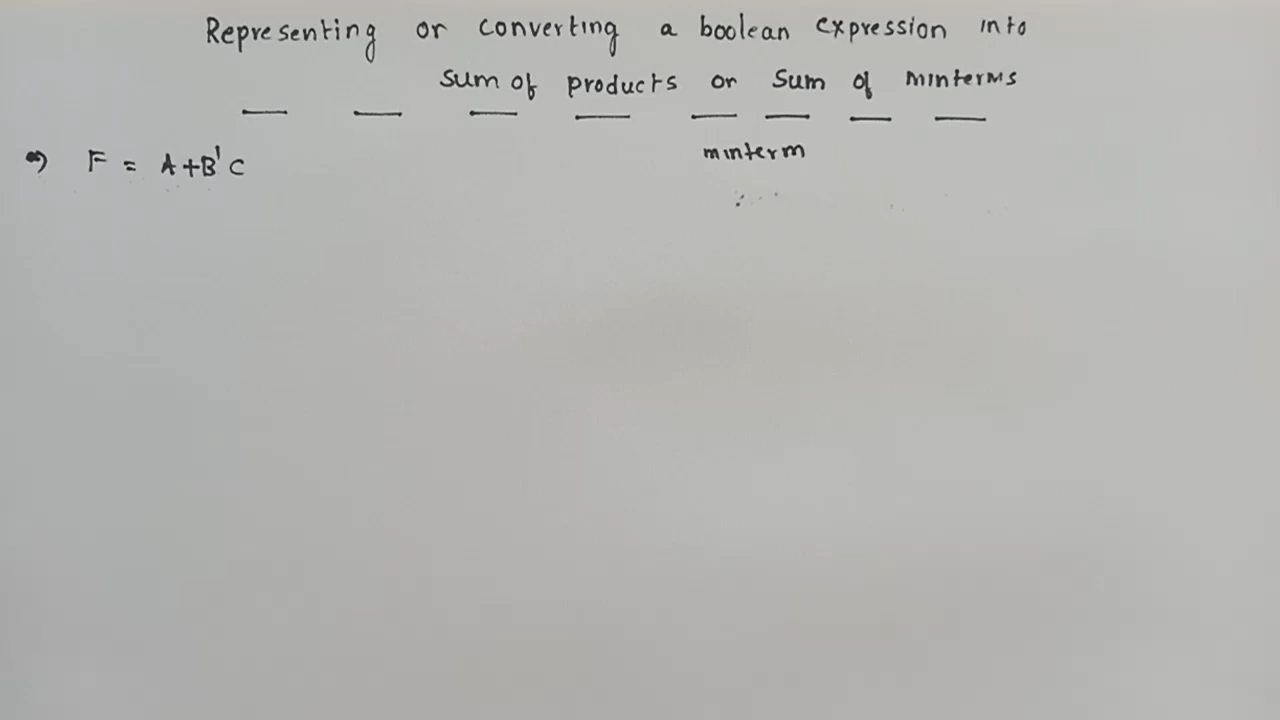 Representing or converting a boolean expression into
sum of products or sum of minterms
minterm
⇒ F = A+B'C